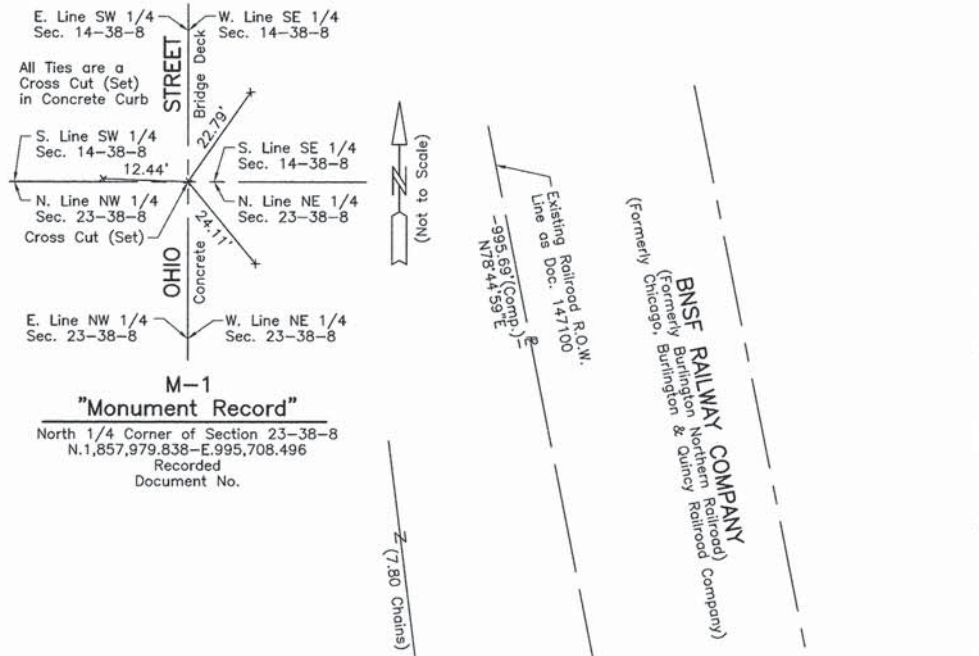 E. Line SW 1/4
Sec. 14-38-8
W. Line SE 1/4
Sec. 14-38-8
All Ties are a
Cross Cut (Set)
in Concrete Curb
STREET
Bridge Deck
22.79'
S. Line SW 1/4
Sec. 14-38-8
12.44'
S. Line SE 1/4
Sec. 14-38-8
N. Line NW 1/4
Sec. 23-38-8
N. Line NE 1/4
Sec. 23-38-8
Cross Cut (Set)
24.11'
OHIO
Concrete
E. Line NW 1/4
Sec. 23-38-8
W. Line NE 1/4
Sec. 23-38-8
M-1
"Monument Record"
North 1/4 Corner of Section 23-38-8
N.1,857,979.838-E.995,708.496
Recorded
Document No.
N
(Not to Scale)
Existing Railroad R.O.W.
Line as Doc. 147100
N78°44'59"E
995.69'(Comp.)
BNSF RAILWAY COMPANY
(Formerly Burlington Northern Railroad)
(Formerly
Chicago, Burlington & Quincy Railroad Company)
(7.80 Chains)